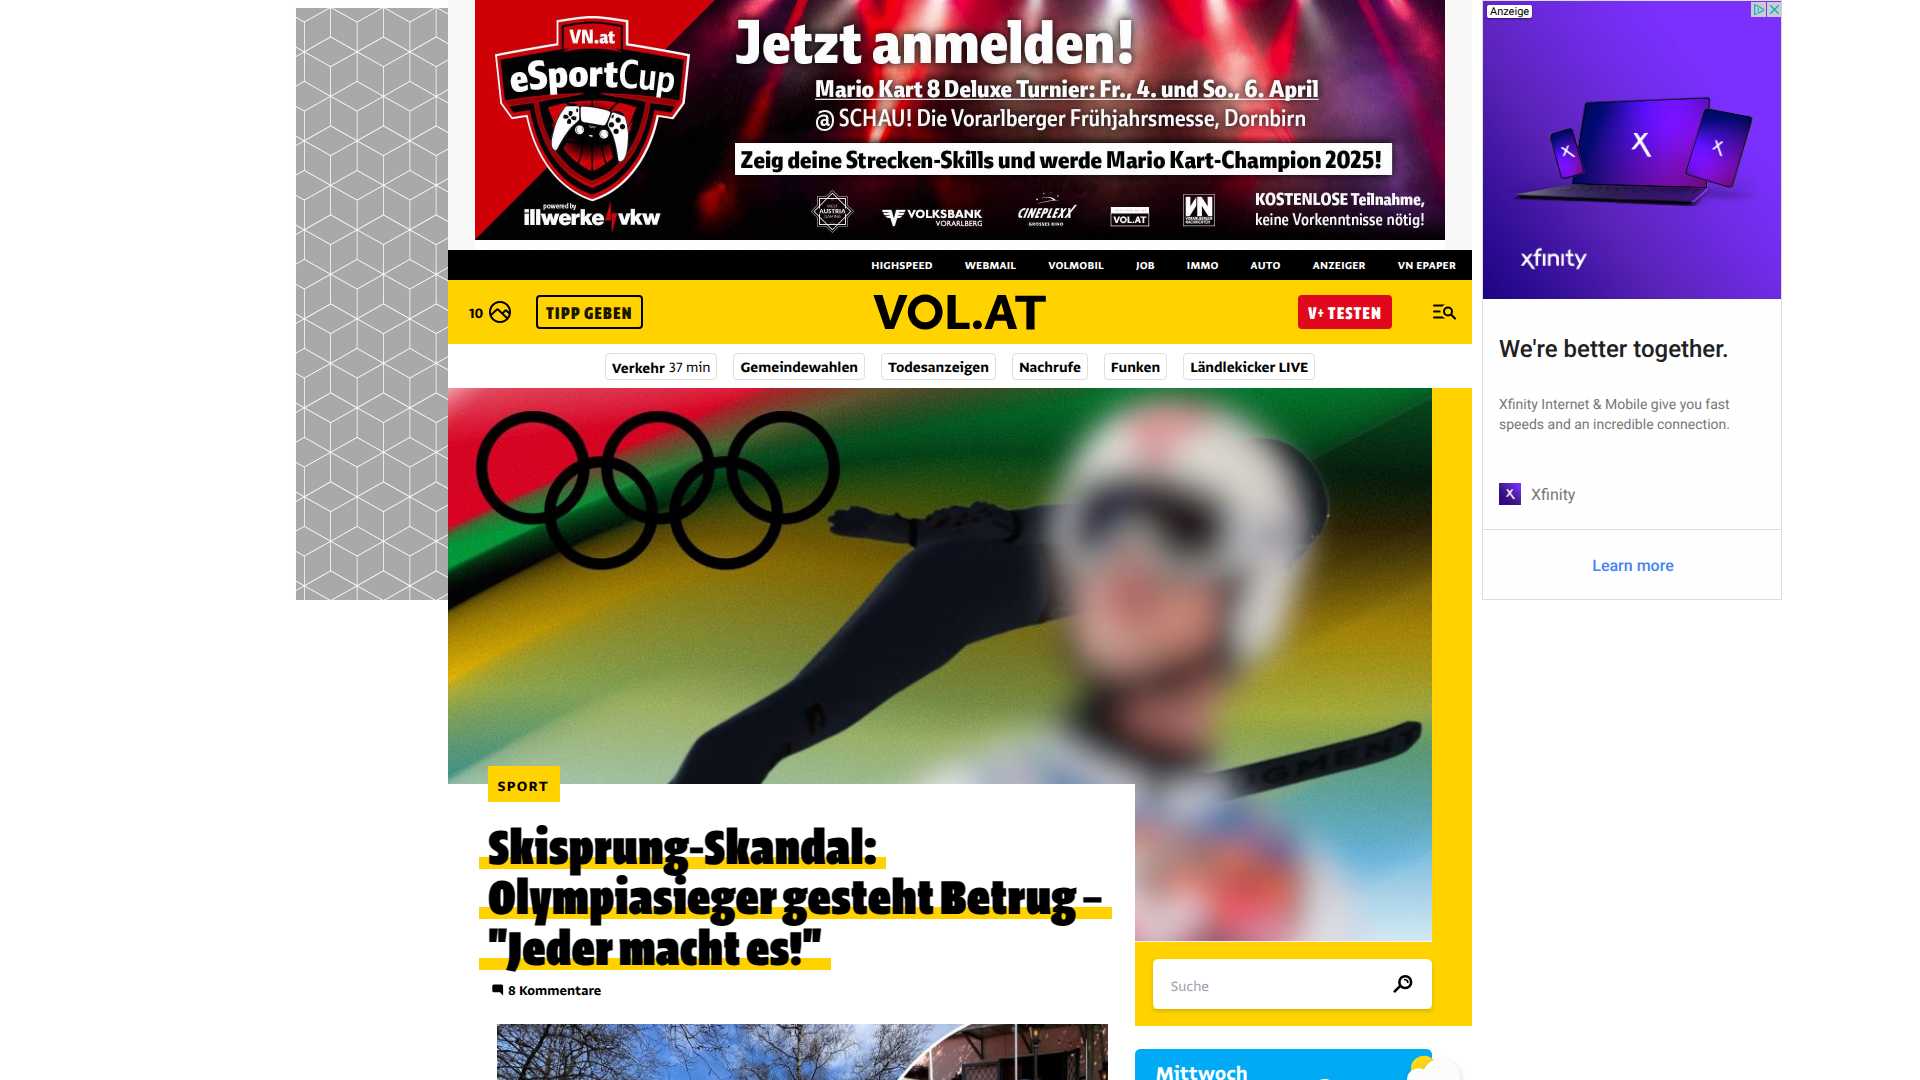 VN.at
eSportCup
powered by
illwerke vkw
Jetzt anmelden!
Mario Kart 8 Deluxe Turnier: Fr., 4. und So., 6. April
@ SCHAU! Die Vorarlberger Frühjahrsmesse, Dornbirn
Zeig deine Strecken-Skills und werde Mario Kart-Champion 2025!
AUSTRIA
VOLKSBANK
VORARLBERG
CINEPLEXX
VOL.AT
VN
KOSTENLOSE Teilnahme,
keine Vorkenntnisse nötig!
HIGHSPEED WEBMAIL VOLMOBIL JOB IMMO AUTO ANZEIGER VN EPAPER
10 TIPP GEBEN VOL.AT V+ TESTEN
Verkehr 37 min Gemeindewahlen Todesanzeigen Nachrufe Funken Ländlekicker LIVE
SPORT
Skisprung-Skandal:
Olympiasieger gesteht Betrug –
"Jeder macht es!"
8 Kommentare
Suche
Mittwoch
Anzeige
X
X
X
xfinity
We're better together.
Xfinity Internet & Mobile give you fast
speeds and an incredible connection.
X Xfinity
Learn more